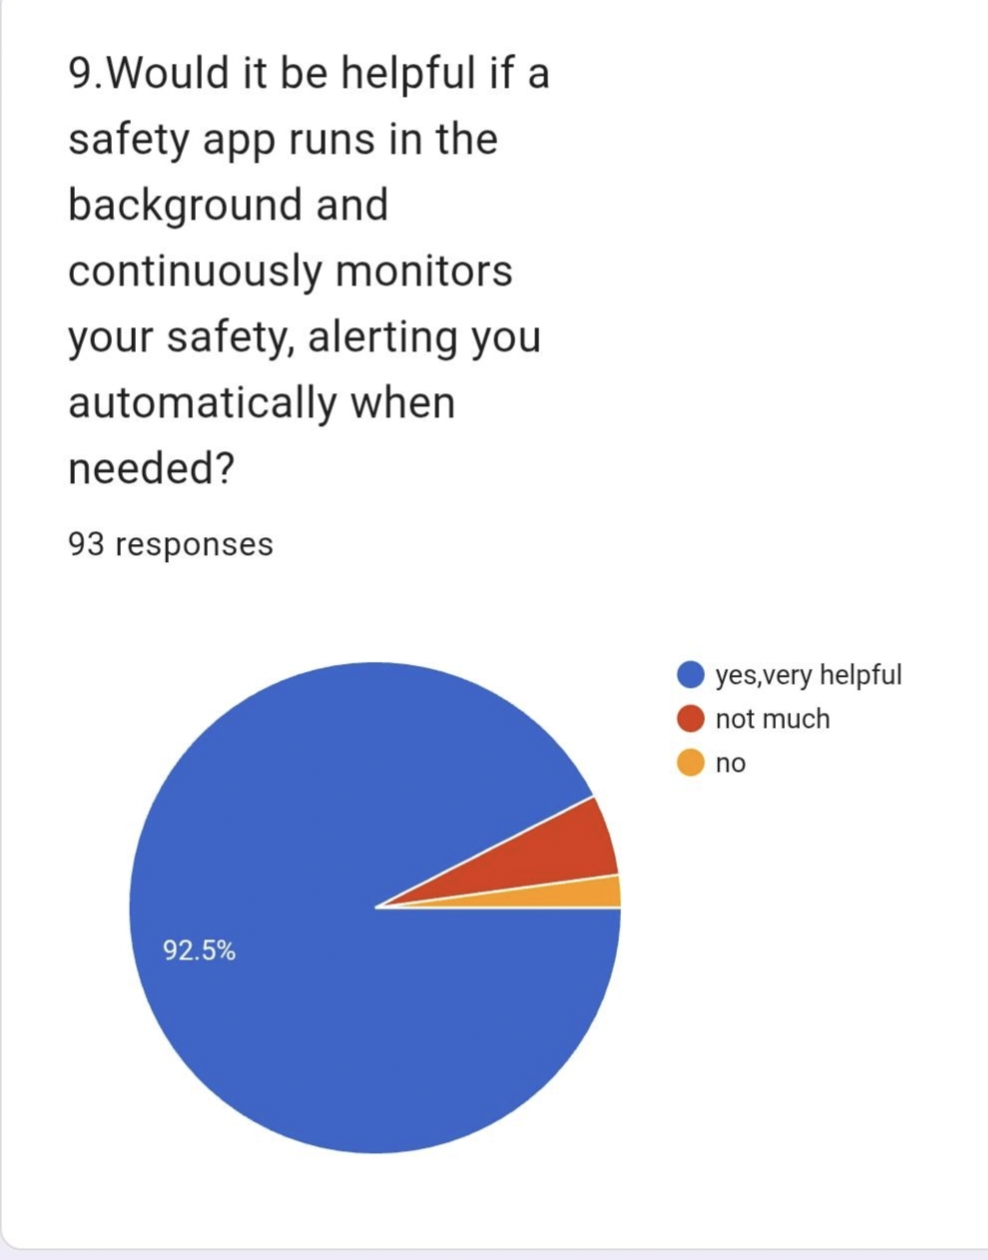 9.Would it be helpful if a
safety app runs in the
background and
continuously monitors
your safety, alerting you
automatically when
needed?
93 responses
yes,very helpful
not much
no
92.5%